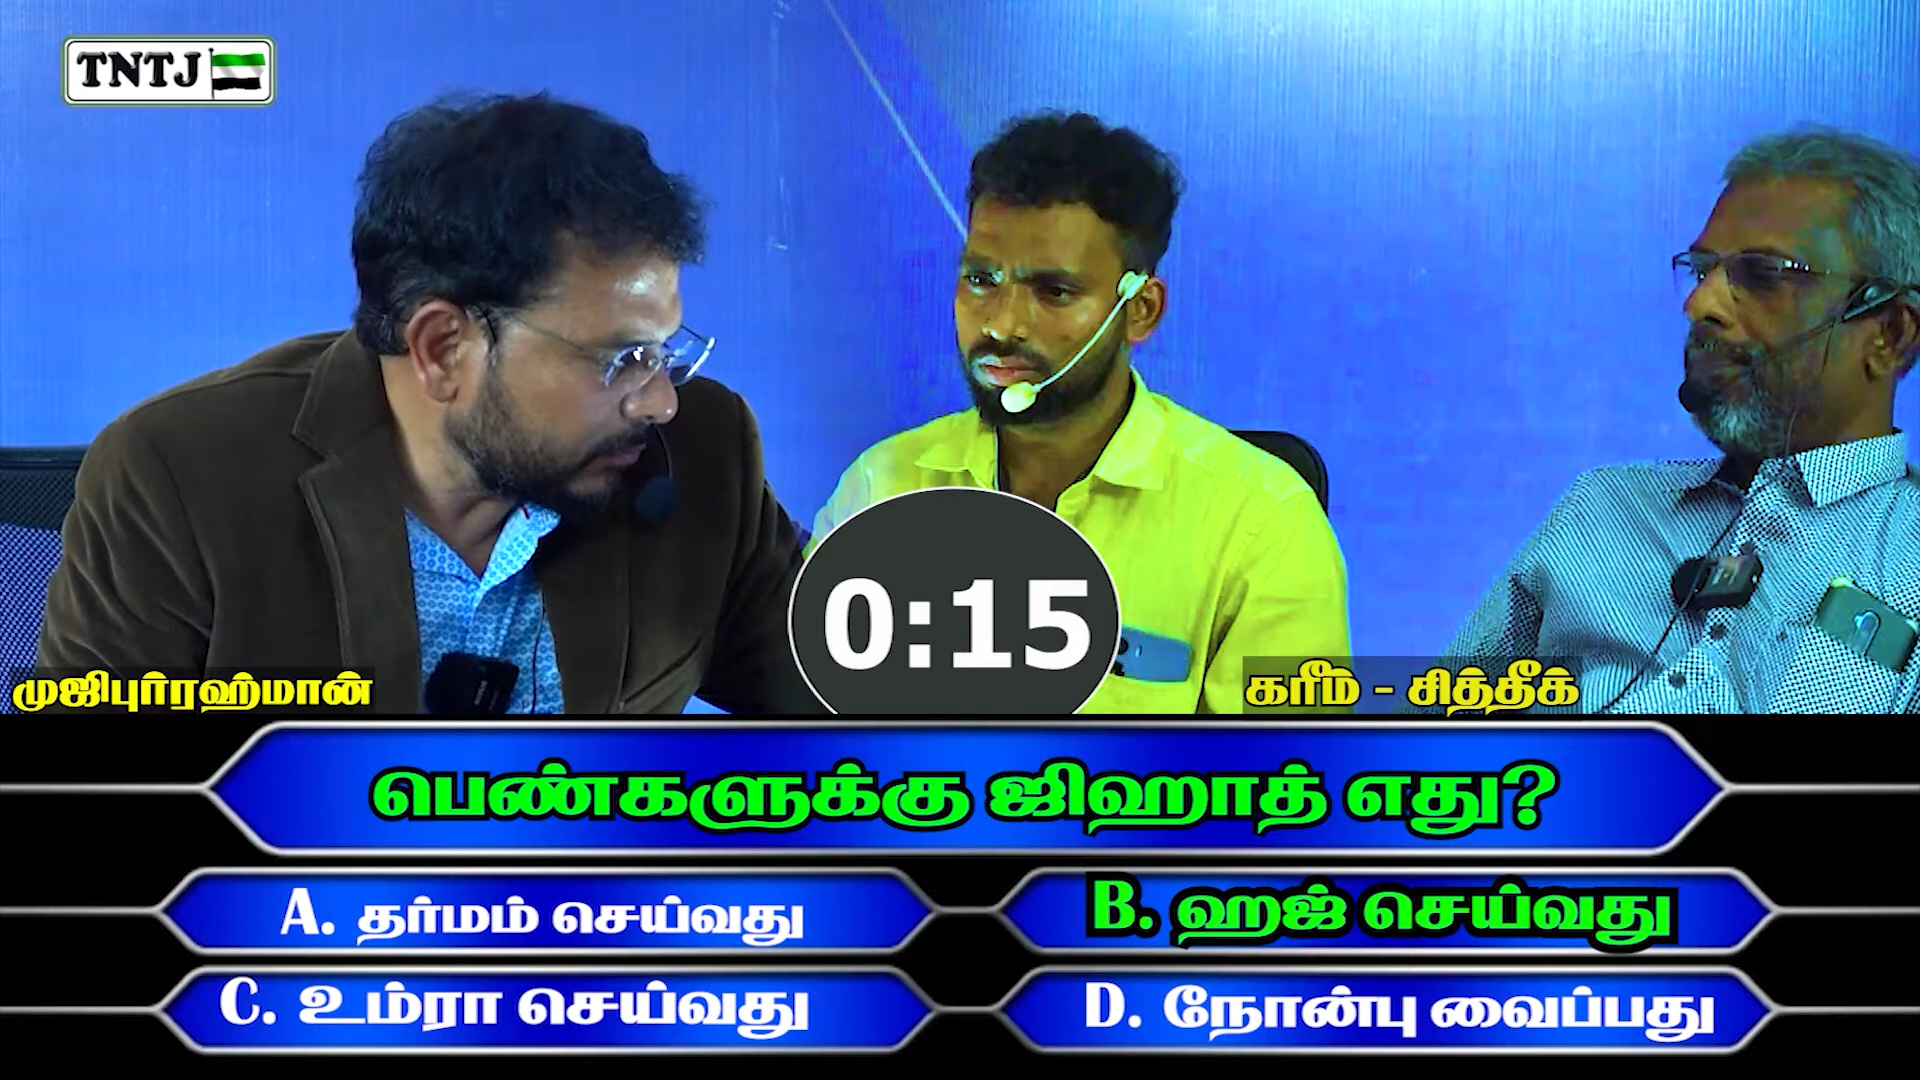 TNTJ
0:15
முஜிபுர்ரஹ்மான்
கரீம் - சித்தீக்
பெண்களுக்கு ஜிஹாத் எது?
A. தர்மம் செய்வது
B. ஹஜ் செய்வது
C. உம்ரா செய்வது
D. நோன்பு வைப்பது